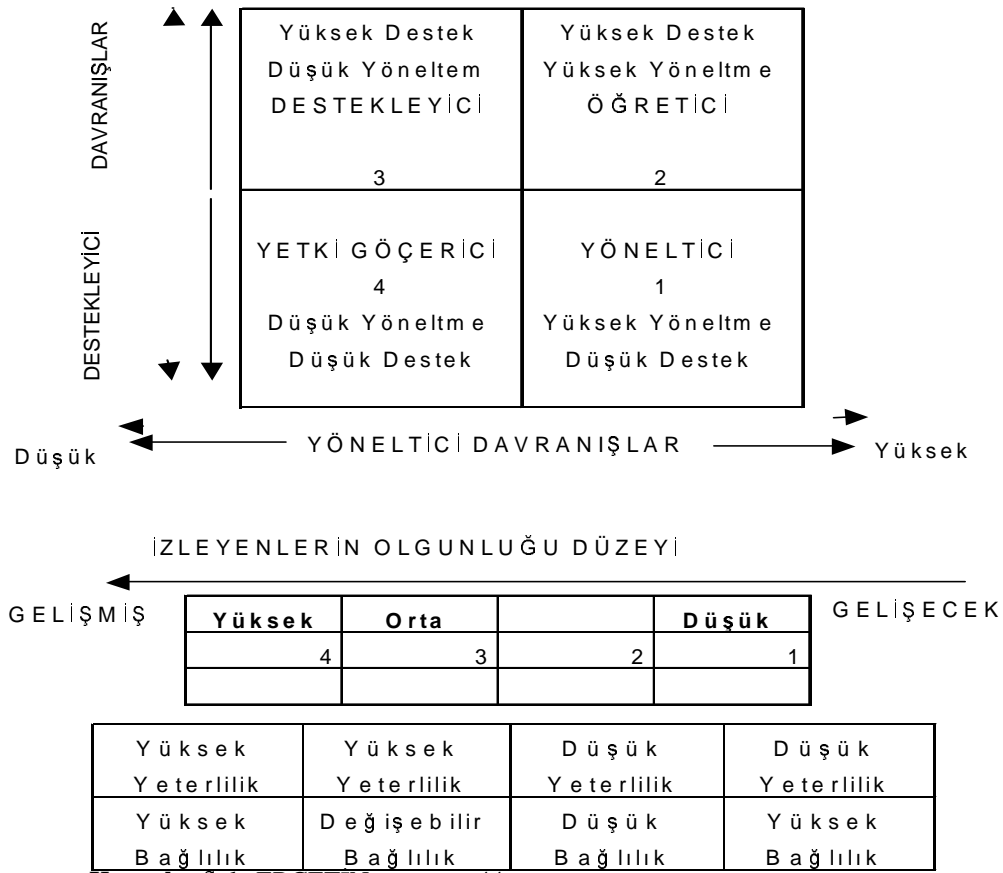 DAVRANIŞLAR
DESTEKLEYİCİ
Yüksek Destek
Düşük Yöneltem
DESTEKLEYİCİ
3
Yüksek Destek
Yüksek Yöneltme
ÖĞRETİCİ
2
YETKİ GÖÇERİCİ
4
Düşük Yöneltme
Düşük Destek
YÖNELTİCİ
1
Yüksek Yöneltme
Düşük Destek
Düşük
YÖNELTİCİ DAVRANIŞLAR
Yüksek
İZLEYENLERİN OLGUNLUĞU DÜZEYİ
GELİŞMİŞ
GELİŞECEK
Yüksek Orta Düşük
4 3 2 1
Yüksek Yüksek Düşük Düşük
Yeterlilik Yeterlilik Yeterlilik Yeterlilik
Yüksek Değişebilir Düşük Yüksek
Bağlılık Bağlılık Bağlılık Bağlılık